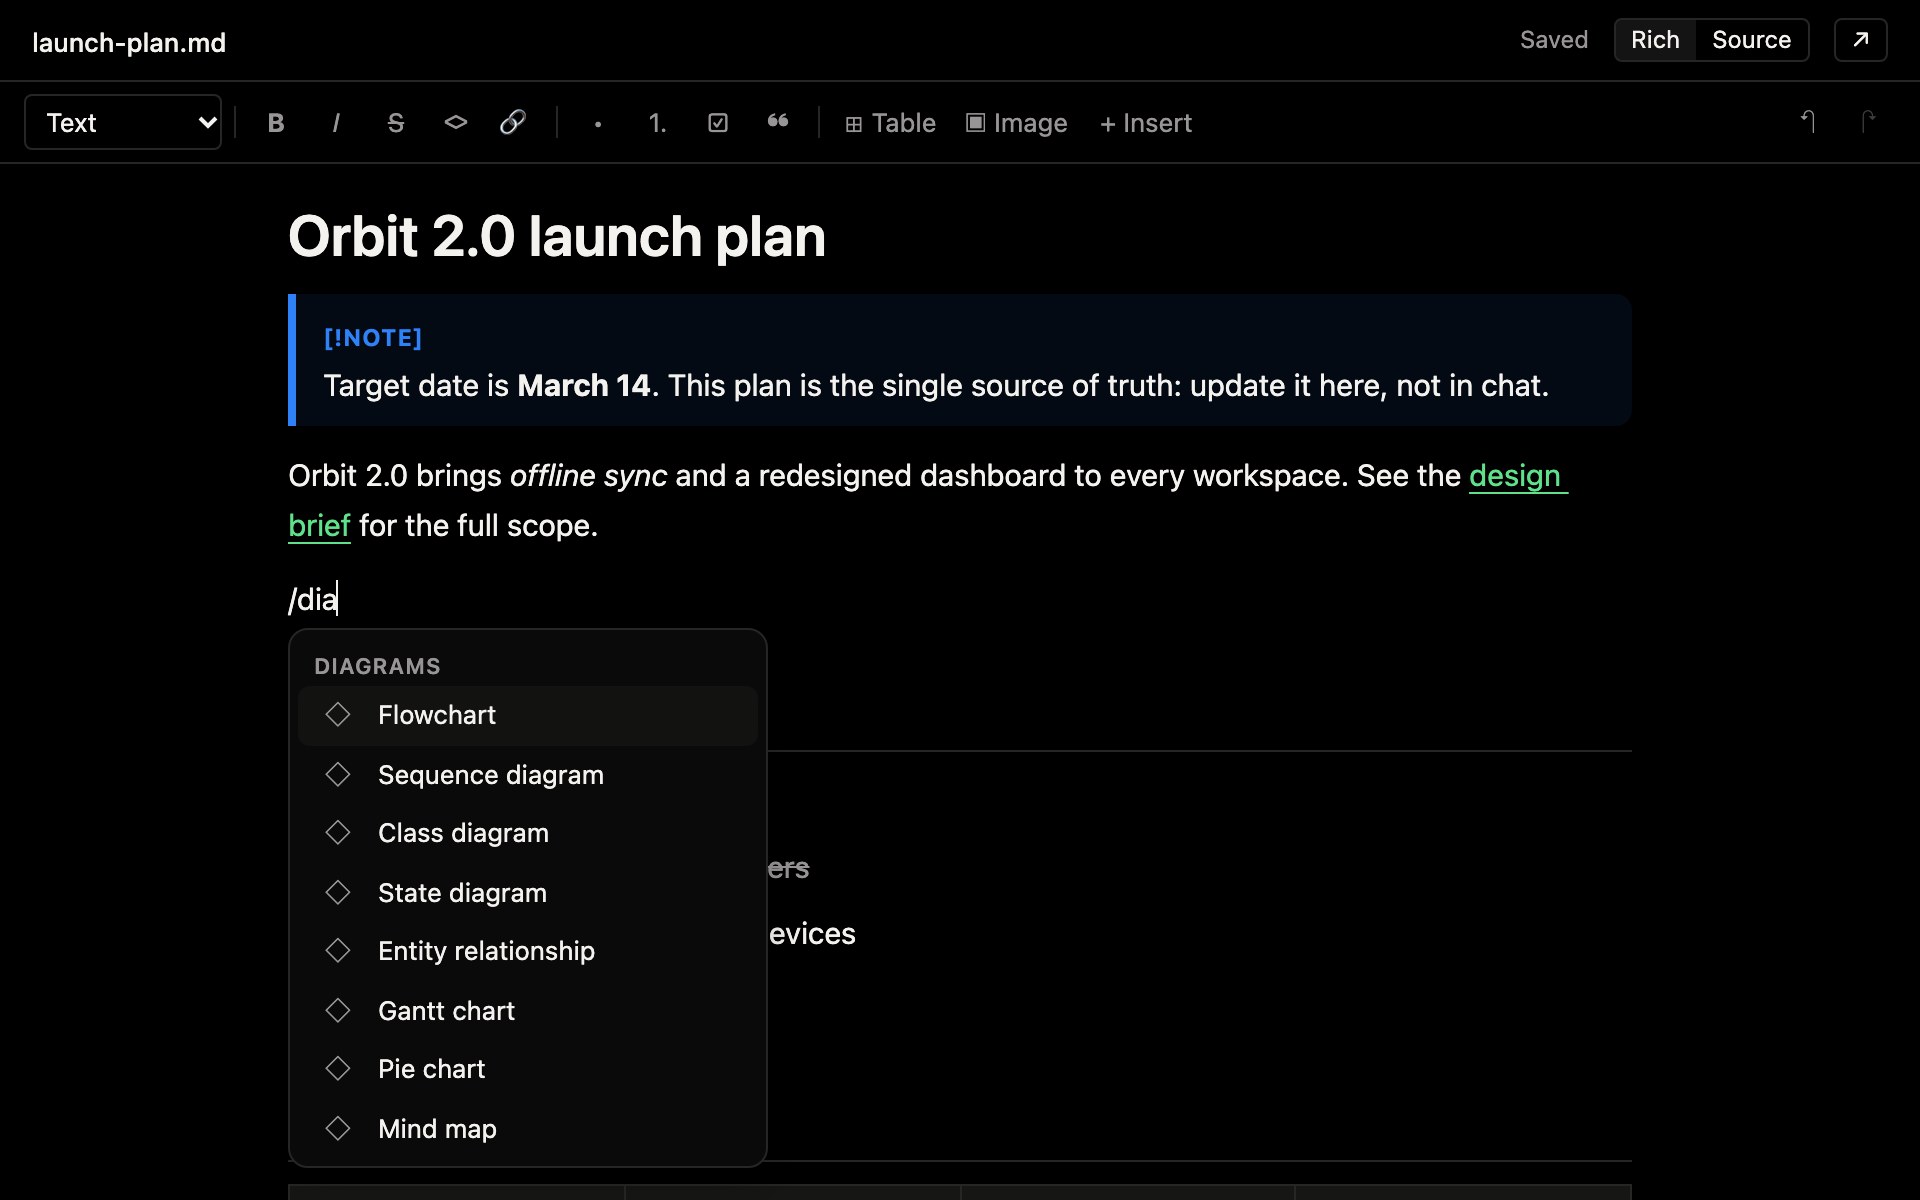 launch-plan.md
Saved
Rich
Source
Text
B
I
S
<>
1.
Table
Image
+ Insert
Orbit 2.0 launch plan
[!NOTE]
Target date is March 14. This plan is the single source of truth: update it here, not in chat.
Orbit 2.0 brings offline sync and a redesigned dashboard to every workspace. See the design
brief for the full scope.
/dia
DIAGRAMS
Flowchart
Sequence diagram
Class diagram
ers
State diagram
evices
Entity relationship
Gantt chart
Pie chart
Mind map